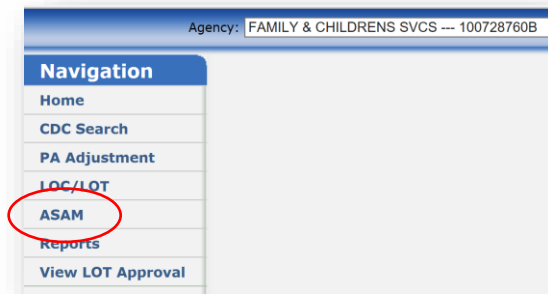 Agency: FAMILY & CHILDRENS SVCS --- 100728760B
Navigation
Home
CDC Search
PA Adjustment
LOC/LOT
ASAM
Reports
View LOT Approval